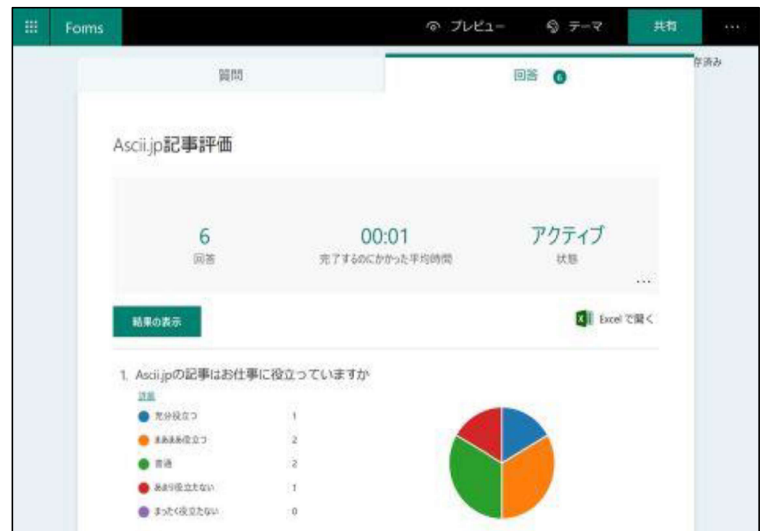 Forms プレビュー テーマ 共有 ...
存済み
質問 回答 6
Ascii.jp記事評価
6 00:01 アクティブ
回答 完了するのにかかった平均時間 状態
...
結果の表示 Excel で開く
1. Ascii.jpの記事はお仕事に役立っていますか
詳細
充分役立つ 1
まあまあ役立つ 2
普通 2
あまり役立たない 1
まったく役立たない 0